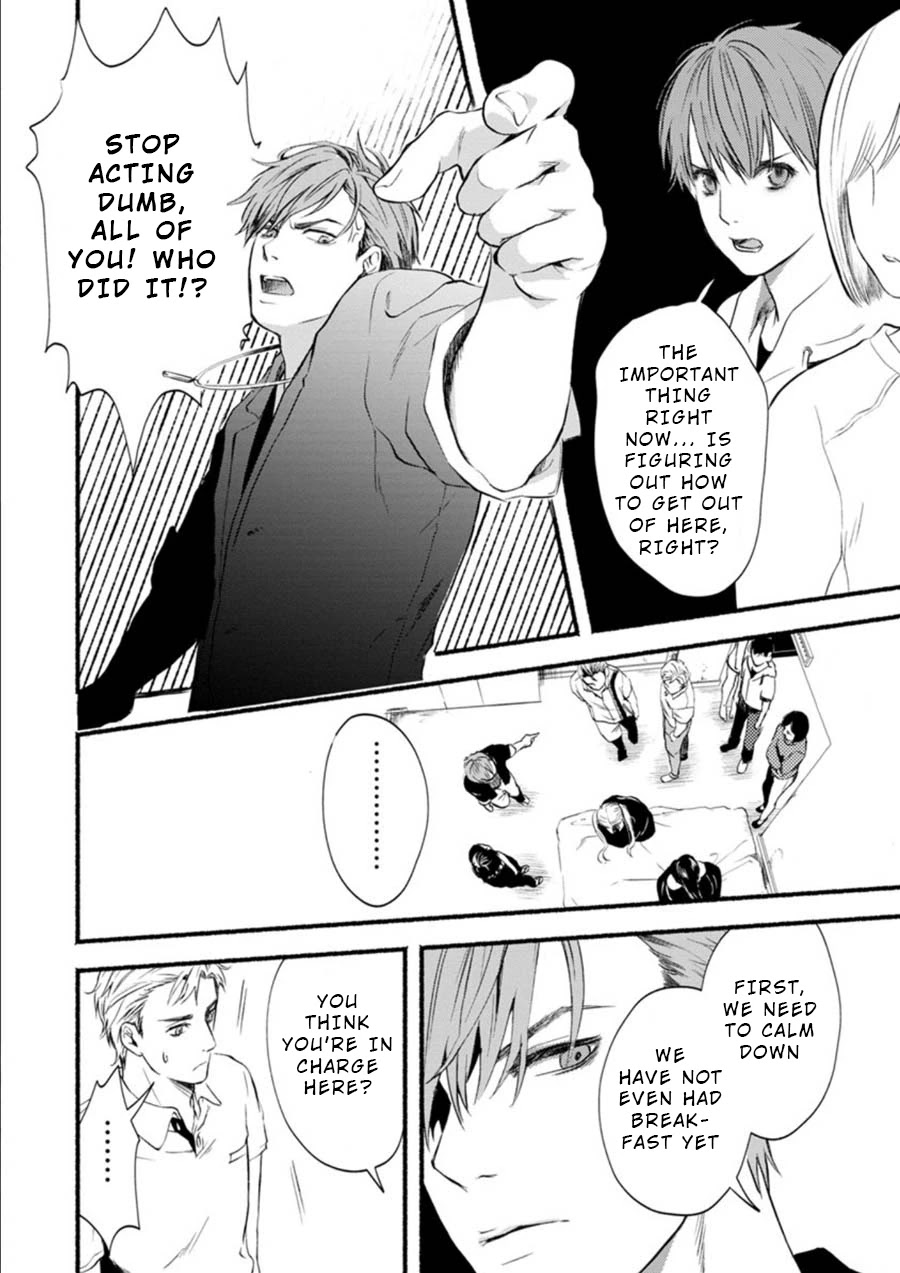 THE
IMPORTANT
THING
RIGHT
NOW... IS
FIGURING
OUT HOW
TO GET OUT
OF HERE,
RIGHT?
STOP
ACTING
DUMB,
ALL OF
YOU! WHO
DID IT!?
.........
FIRST,
WE NEED
TO CALM
DOWN
WE
HAVE NOT
EVEN HAD
BREAK-
FAST YET
YOU
THINK
YOU'RE IN
CHARGE
HERE?
......